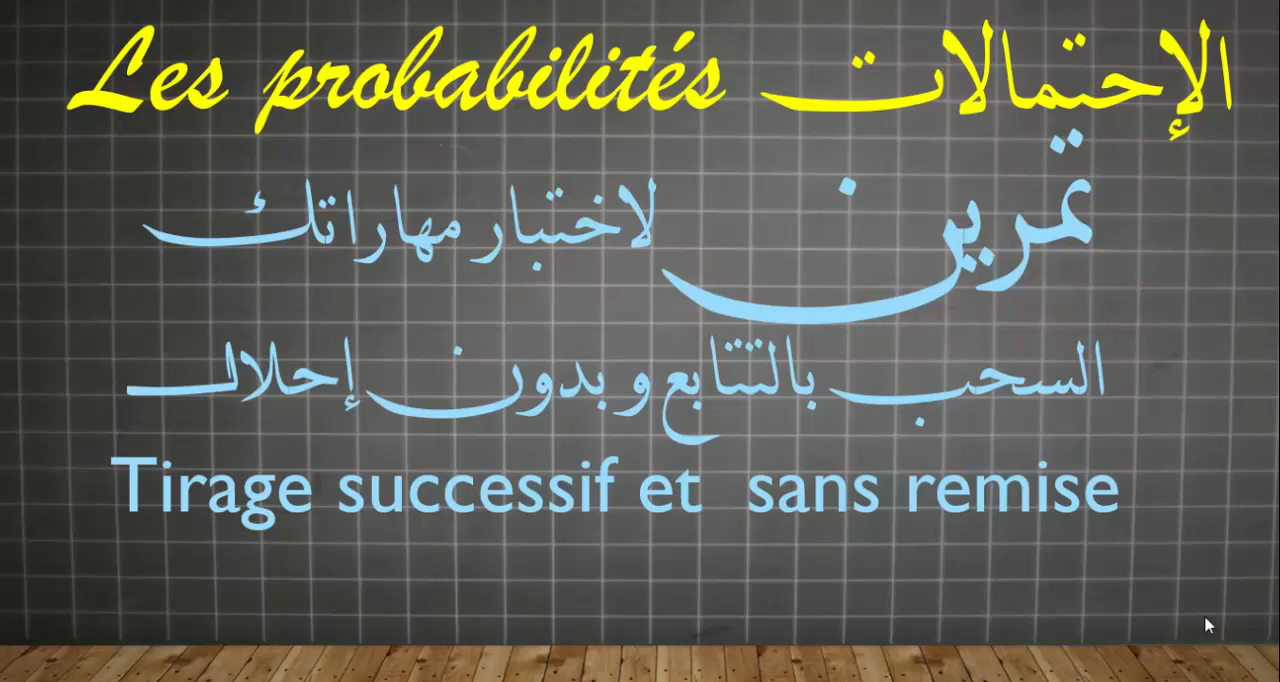 Les probabilités الإحتمالات
تمرين لاختبار مهاراتك
السحب بالتتابع و بدون إحلال
Tirage successif et sans remise